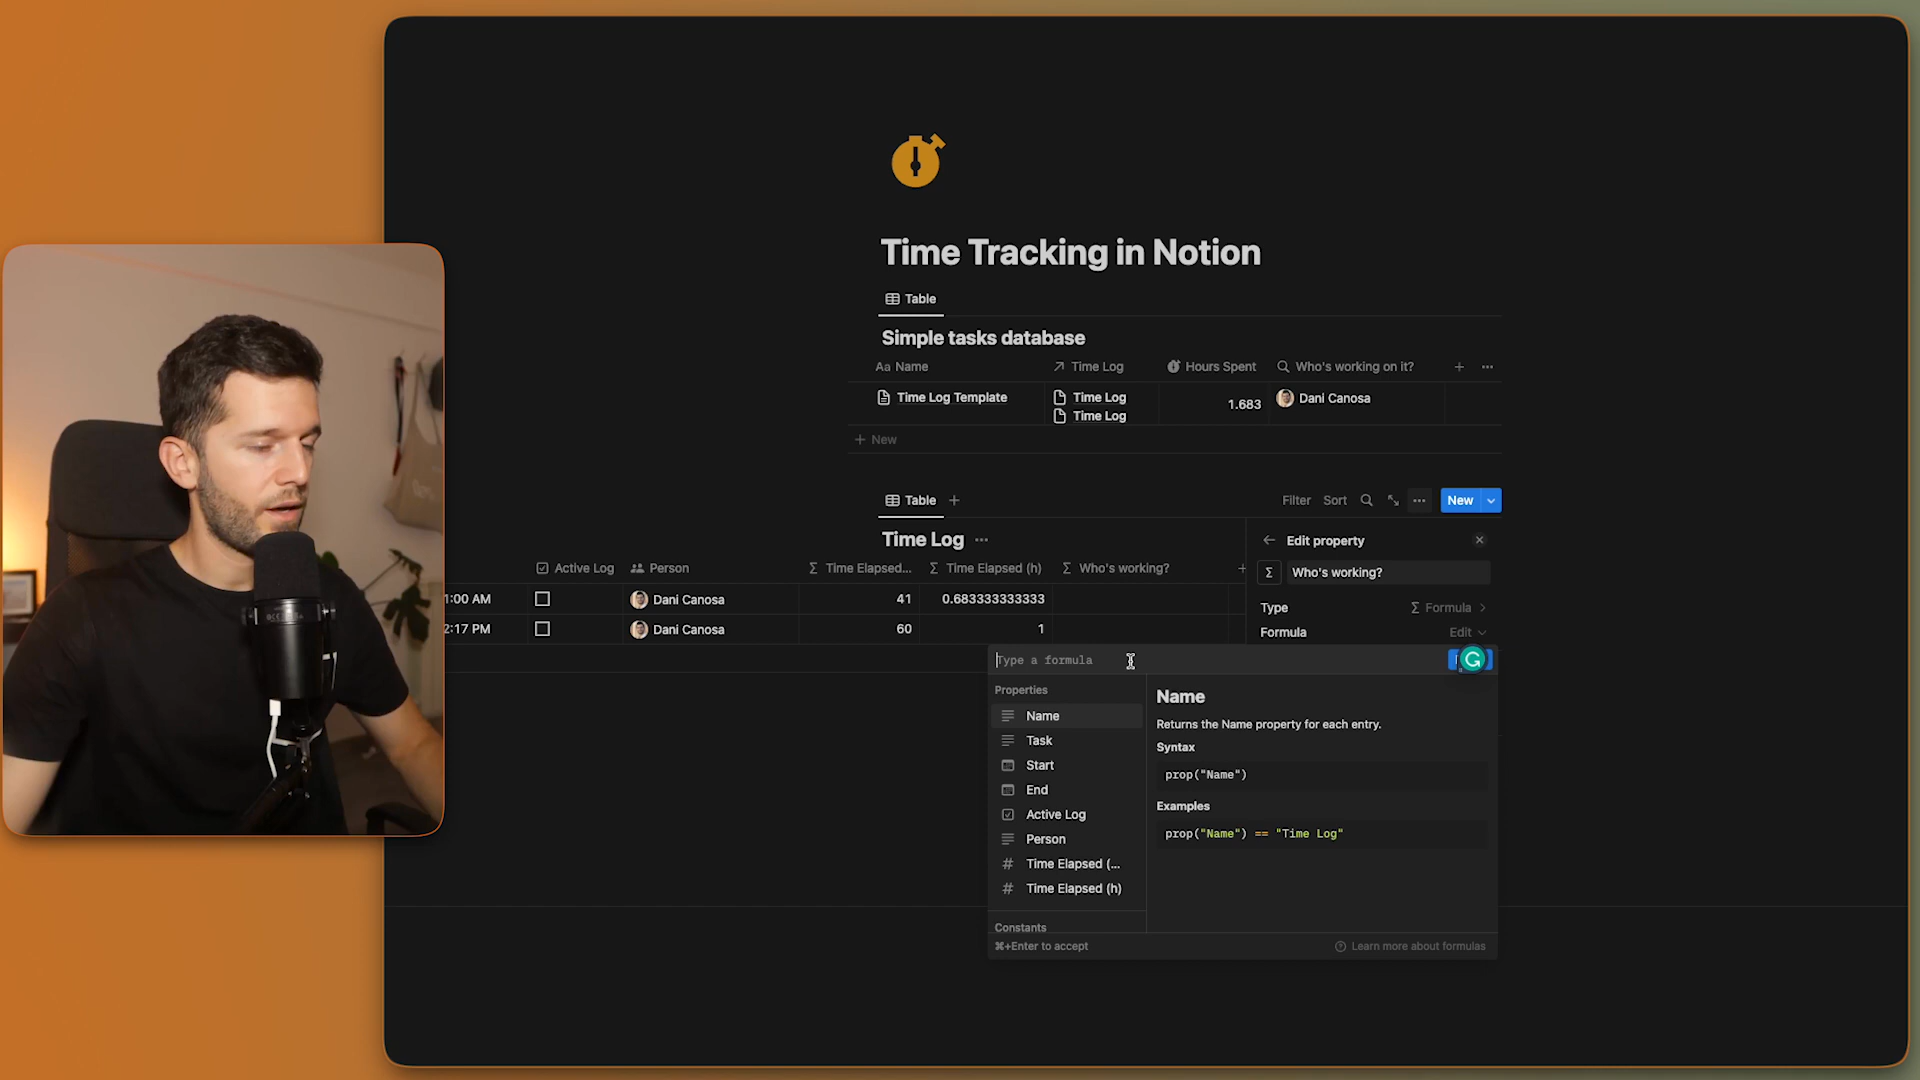 Time Tracking in Notion
Table
Simple tasks database
Aa Name
Time Log
Hours Spent
Who's working on it?
Time Log Template
Time Log
1.683
Dani Canosa
Time Log
New
Table
Filter
Sort
New
Time Log
Edit property
Active Log
Person
Time Elapsed...
Time Elapsed (h)
Who's working?
Who's working?
:00 AM
Dani Canosa
41
0.683333333333
Type
Formula
2:17 PM
Dani Canosa
60
1
Formula
Edit
Type a formula
Properties
Name
Task
Start
End
Active Log
Person
Time Elapsed (...
Time Elapsed (h)
Constants
Name
Returns the Name property for each entry.
Syntax
prop("Name")
Examples
prop("Name") == "Time Log"
⌘+Enter to accept
Learn more about formulas